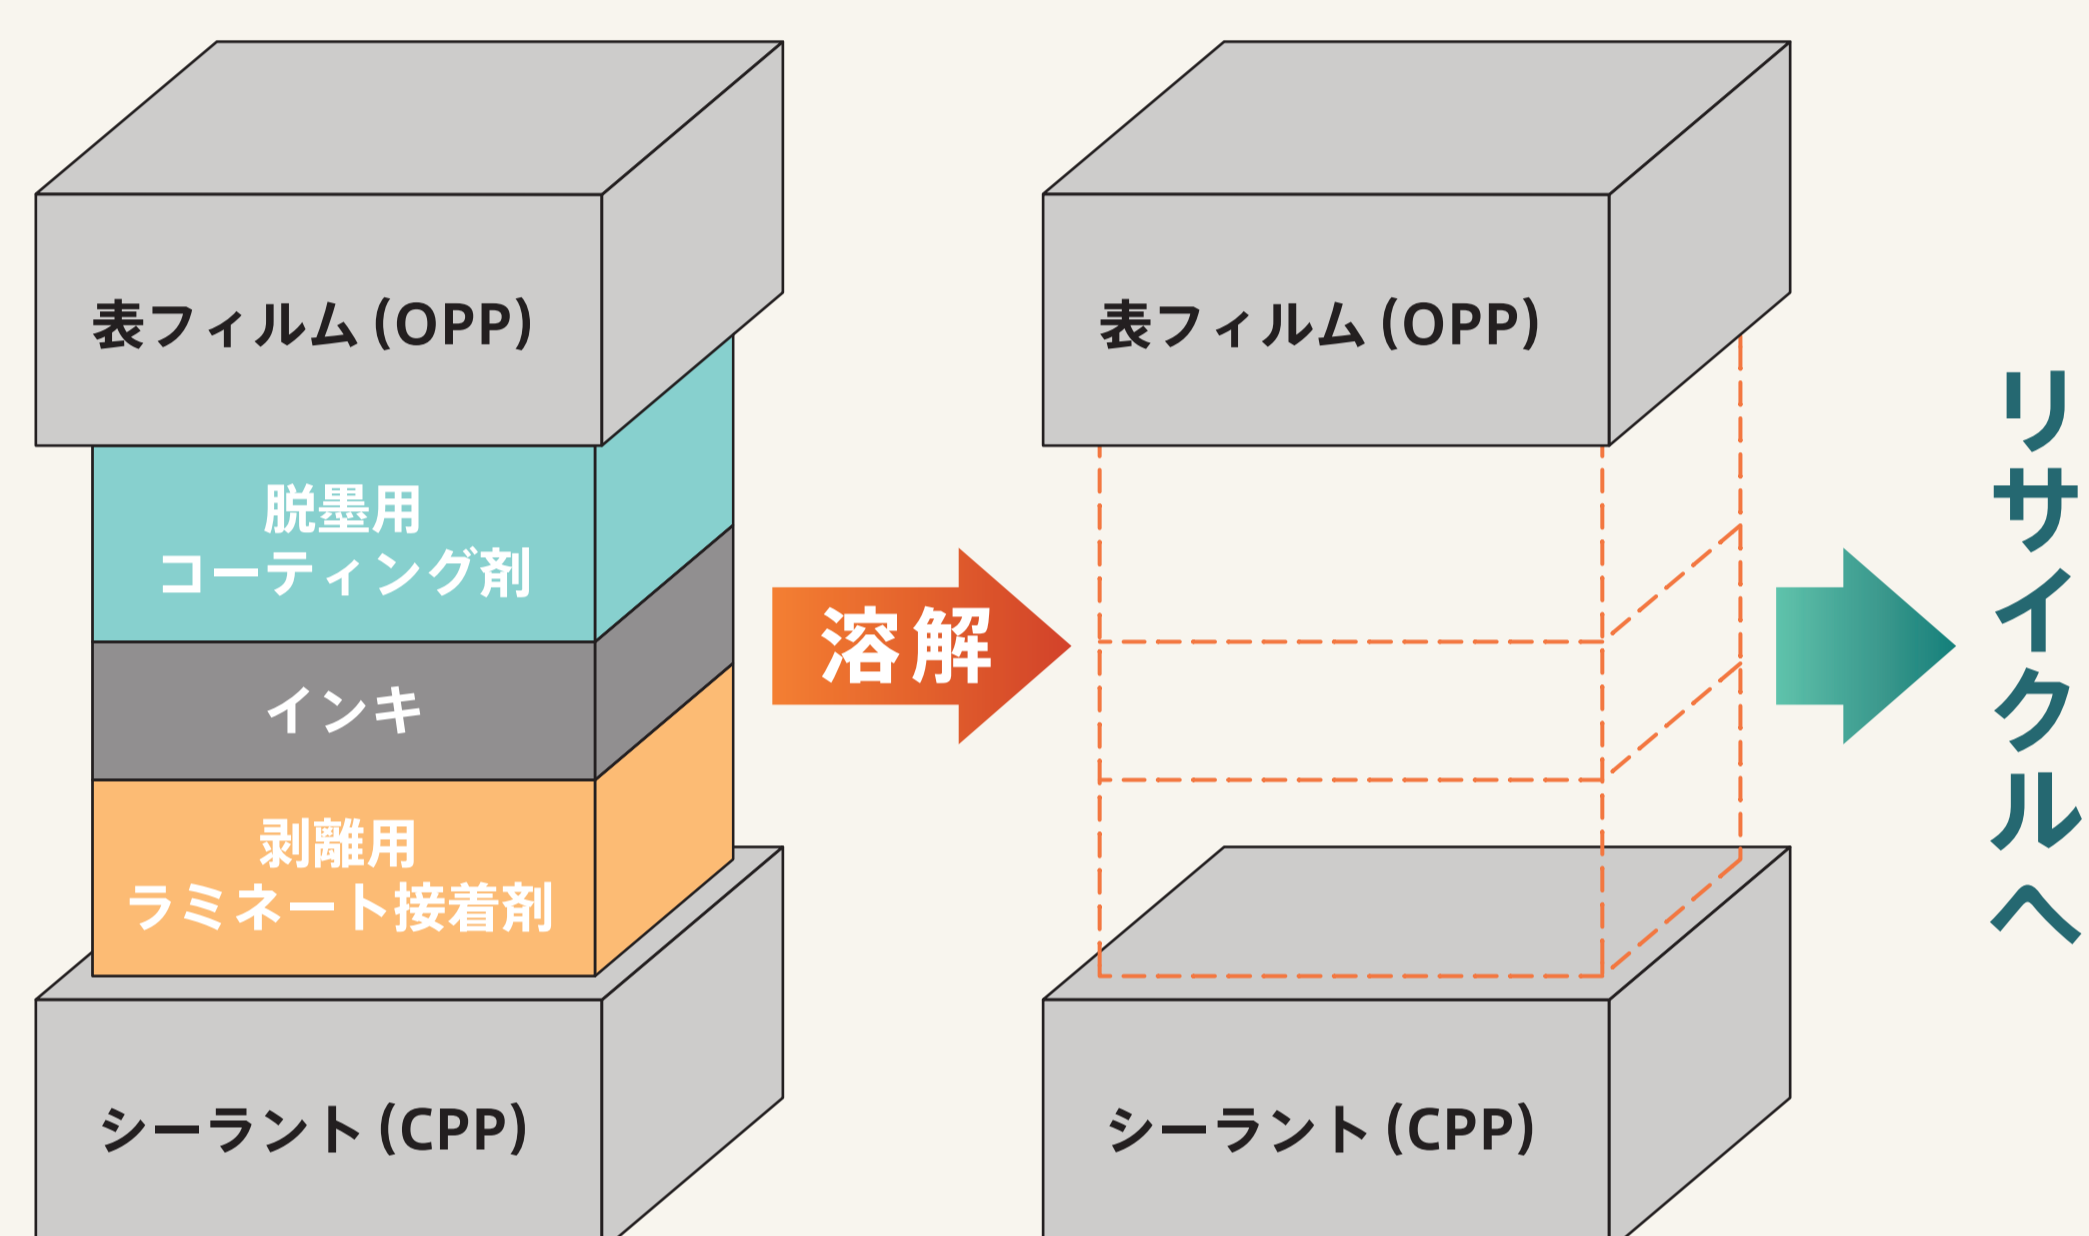 表フィルム(OPP)
脱墨用
コーティング剤
インキ
剥離用
ラミネート接着剤
シーラント(CPP)
溶解
表フィルム(OPP)
シーラント(CPP)
リサイクルへ